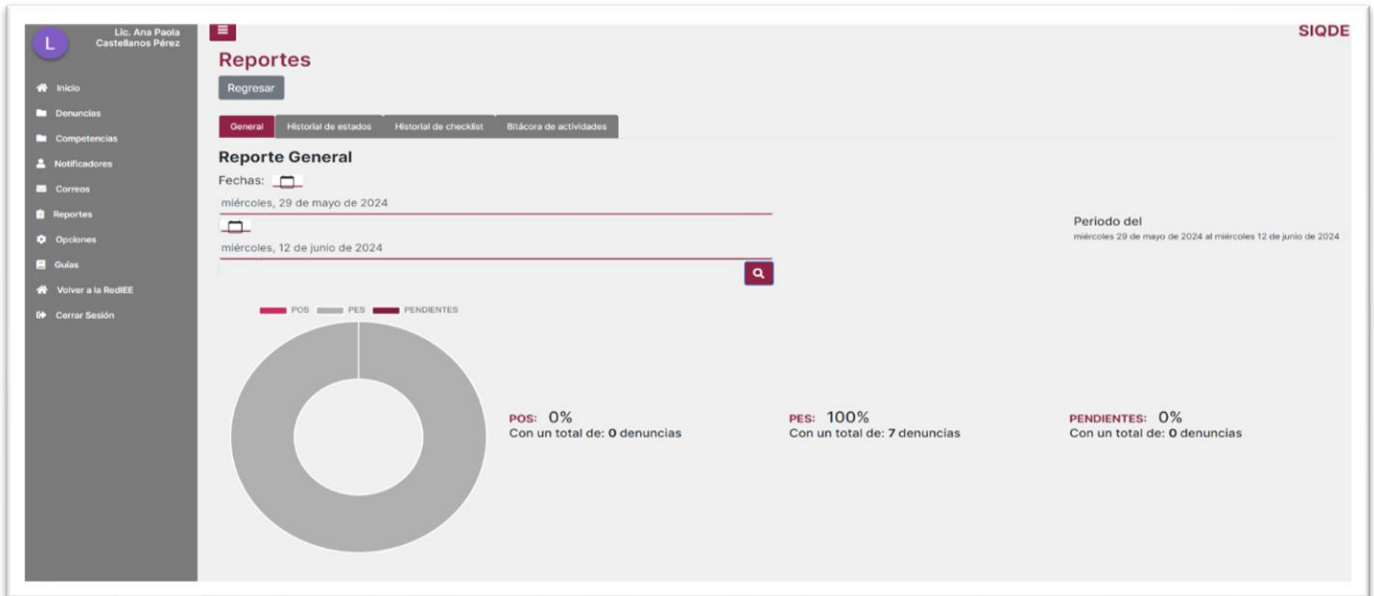 L
Lic. Ana Paola
Castellanos Pérez
Inicio
Denuncias
Competencias
Notificadores
Correos
Reportes
Opciones
Guías
Volver a la RedIEE
Cerrar Sesión
SIQDE
Reportes
Regresar
General Historial de estados Historial de checklist Bitácora de actividades
Reporte General
Fechas:
miércoles, 29 de mayo de 2024
miércoles, 12 de junio de 2024
Periodo del
miércoles 29 de mayo de 2024 al miércoles 12 de junio de 2024
POS PES PENDIENTES
POS: 0%
Con un total de: 0 denuncias
PES: 100%
Con un total de: 7 denuncias
PENDIENTES: 0%
Con un total de: 0 denuncias